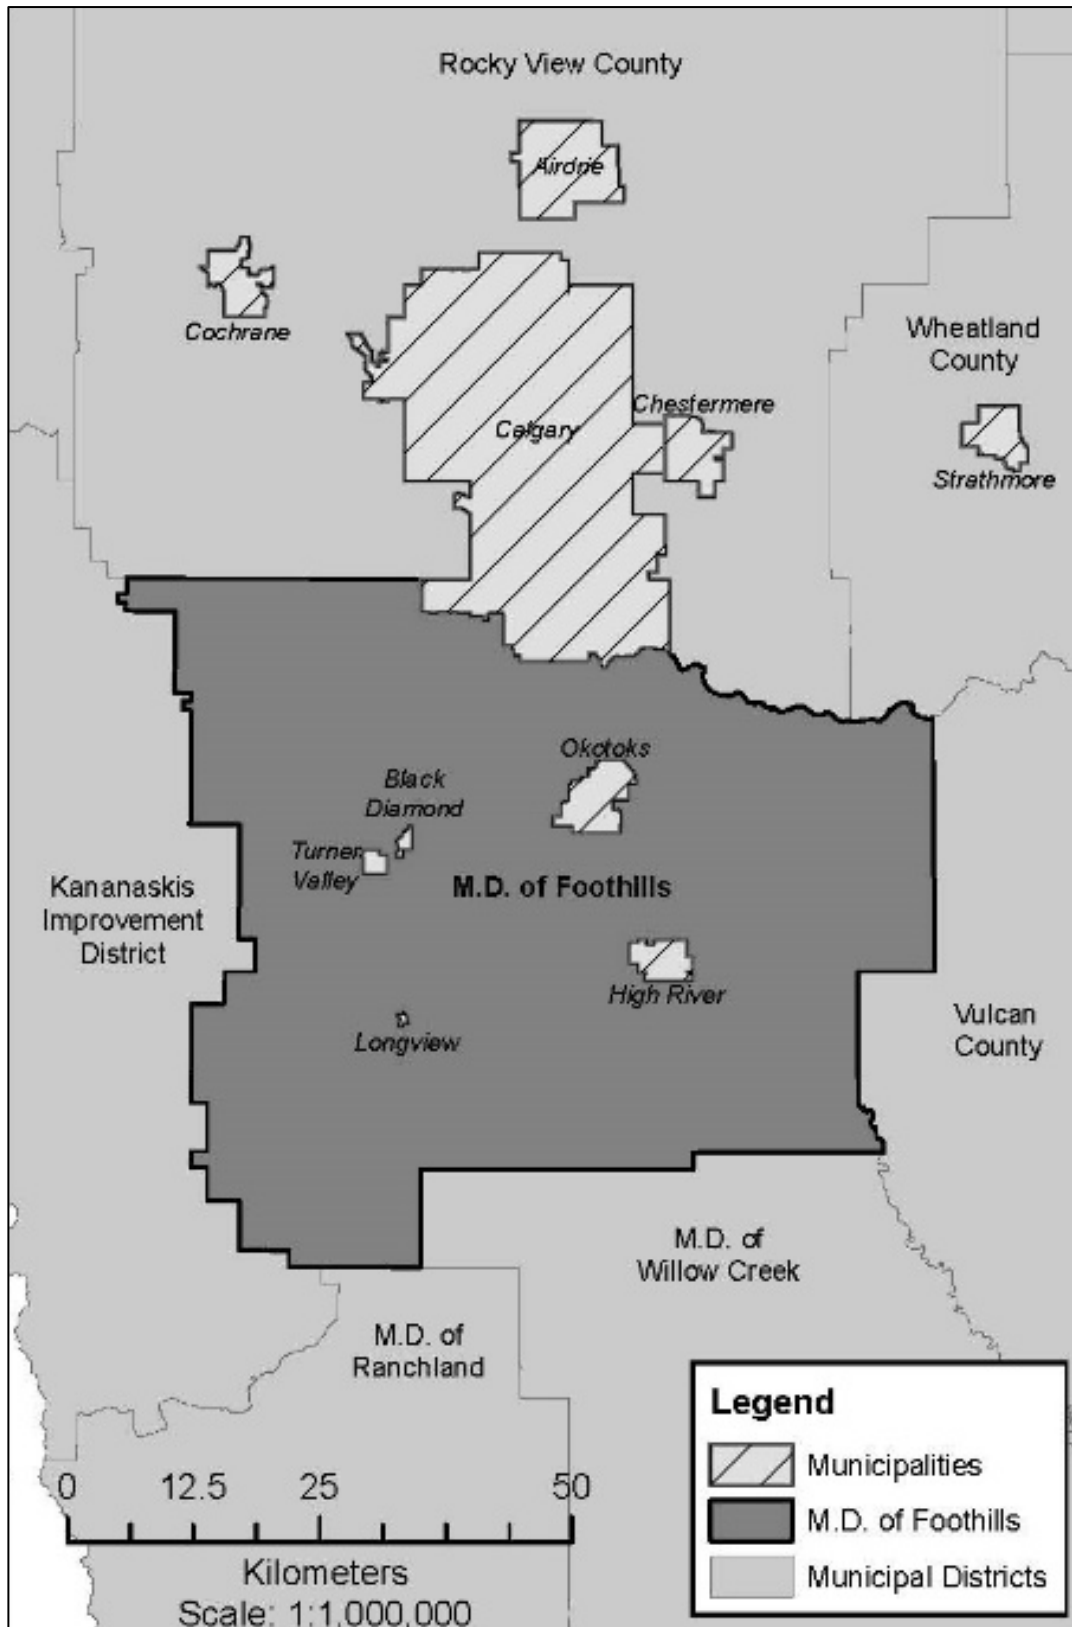 Rocky View County
Airdrie
Cochrane
Wheatland
County
Chestermere
Calgary
Strathmore
Okotoks
Black
Diamond
Turner
Valley
M.D. of Foothills
Kananaskis
Improvement
District
High River
Longview
Vulcan
County
M.D. of
Willow Creek
M.D. of
Ranchland
Legend
Municipalities
M.D. of Foothills
Municipal Districts
0 12.5 25 50
Kilometers
Scale: 1:1,000,000